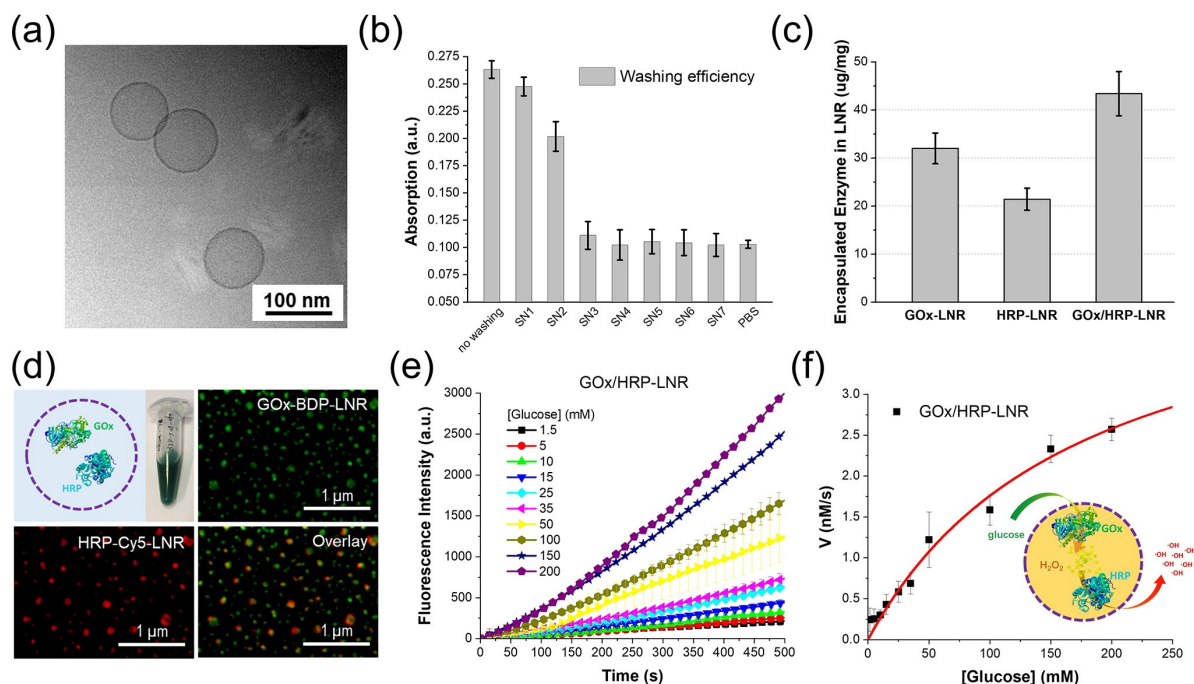 (a)
100 nm
(b)
Absorption (a.u.)
0.275
0.250
0.225
0.200
0.175
0.150
0.125
0.100
0.075
0.050
Washing efficiency
no washing
SN1
SN2
SN3
SN4
SN5
SN6
SN7
PBS
(c)
Encapsulated Enzyme in LNR (ug/mg)
50
40
30
20
10
0
GOx-LNR
HRP-LNR
GOx/HRP-LNR
(d)
GOx
HRP
GOx-BDP-LNR
1 μm
HRP-Cy5-LNR
1 μm
Overlay
1 μm
(e)
GOx/HRP-LNR
Fluorescence Intensity (a.u.)
3000
2500
2000
1500
1000
500
0
[Glucose] (mM)
1.5
5
10
15
25
35
50
100
150
200
0 50 100 150 200 250 300 350 400 450 500
Time (s)
(f)
V (nM/s)
3.0
2.5
2.0
1.5
1.0
0.5
0.0
GOx/HRP-LNR
glucose
GOx
H2O2
HRP
·OH
·OH ·OH
·OH ·OH
·OH
0 50 100 150 200 250
[Glucose] (mM)